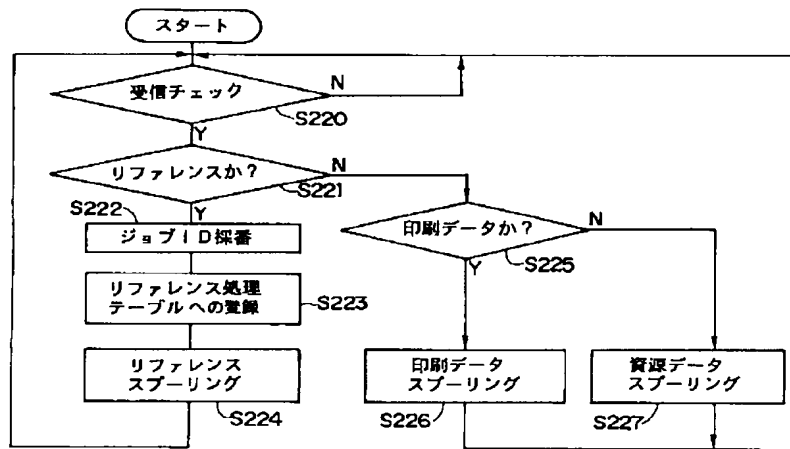 スタート
受信チェック
N
S220
Y
リファレンスか?
N
S221
S222
Y
ジョブID採番
印刷データか?
N
Y
S225
リファレンス処理
テーブルへの登録
S223
リファレンス
スプーリング
S224
印刷データ
スプーリング
S226
資源データ
スプーリング
S227